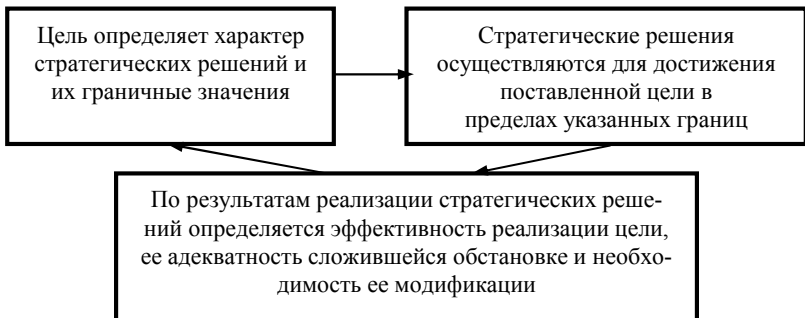 Цель определяет характер
стратегических решений и
их граничные значения
Стратегические решения
осуществляются для достижения
поставленной цели в
пределах указанных границ
По результатам реализации стратегических реше-
ний определяется эффективность реализации цели,
ее адекватность сложившейся обстановке и необхо-
димость ее модификации